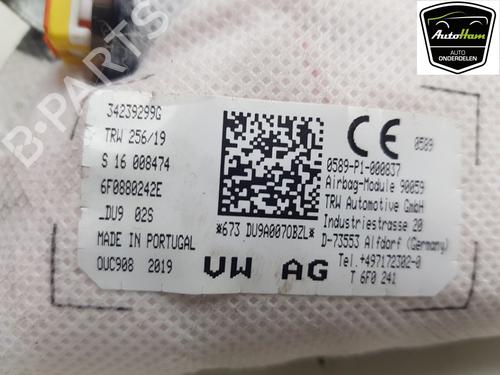 AutoHam
AUTO
ONDERDELEN
B-PARTS
34239299G
TRW 256/19
S 16 008474
6F0880242E
_DU9 02S
MADE IN PORTUGAL
OUC908 2019
*673 DU9A0070BZL*
VW AG
CE 0589
0589-P1-000837
Airbag-Module 90059
TRW Automotive GmbH
Industriestrasse 20
D-73553 Alfdorf (Germany)
Tel.+497172302-0
T 6F0 241